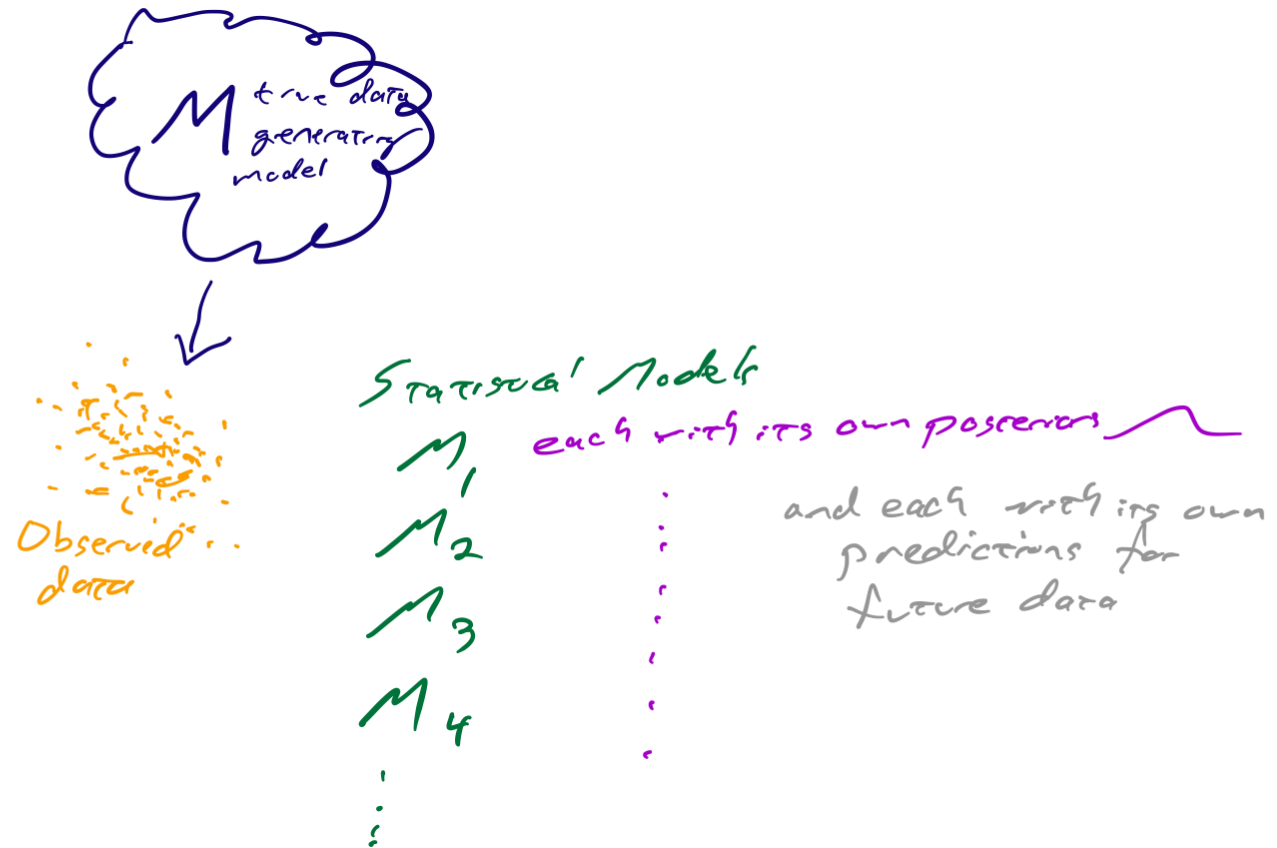 M true data
generating
model
Statistical Models
each with its own posteriors
M1
and each with its own
predictions for
future data
M2
Observed
data
M3
M4